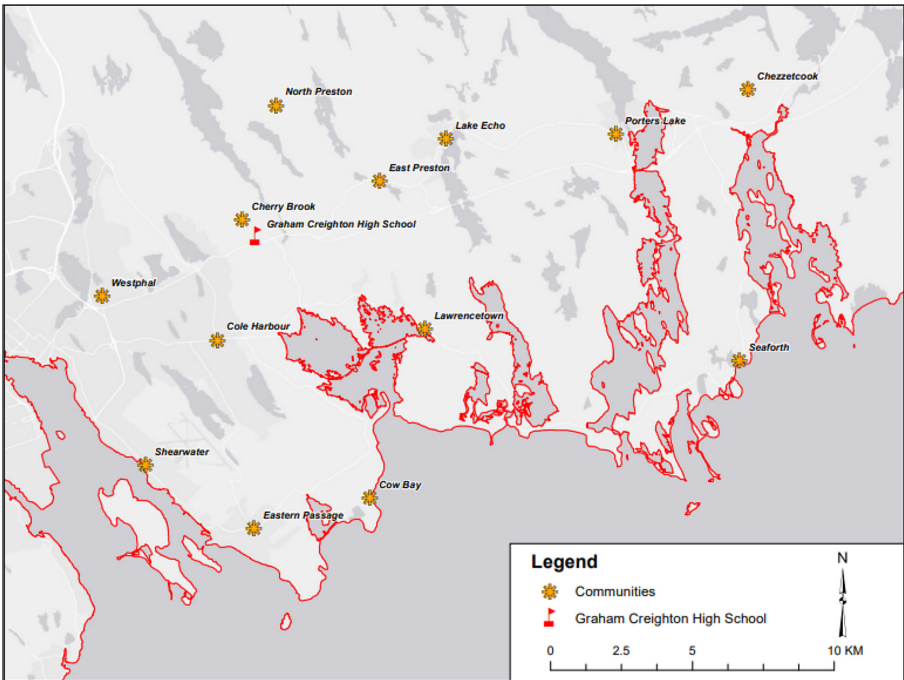 Chezzetcook
North Preston
Porters Lake
Lake Echo
East Preston
Cherry Brook
Graham Creighton High School
Westphal
Lawrencetown
Cole Harbour
Seaforth
Shearwater
Cow Bay
Eastern Passage
Legend
N
Communities
Graham Creighton High School
0 2.5 5 10 KM